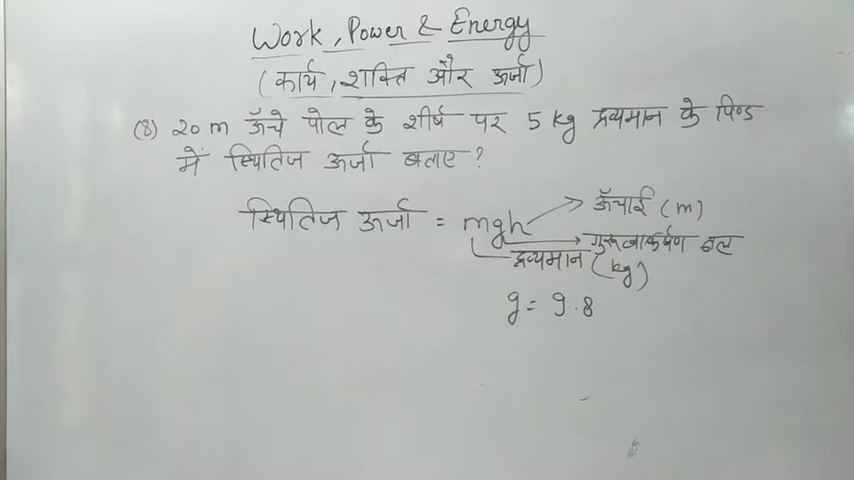 Work, Power & Energy
(कार्य, शक्ति और ऊर्जा)
(8) 20 m ऊँचे पोल के शीर्ष पर 5 kg द्रव्यमान के पिण्ड
में स्थितिज ऊर्जा बताए?
स्थितिज ऊर्जा = mgh
ऊँचाई (m)
गुरूत्वाकर्षण बल
द्रव्यमान (kg)
g = 9.8